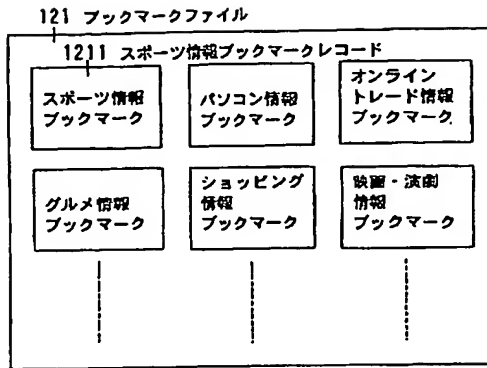 121 ブックマークファイル
1211 スポーツ情報ブックマークレコード
スポーツ情報
ブックマーク
パソコン情報
ブックマーク
オンライン
トレード情報
ブックマーク
グルメ情報
ブックマーク
ショッピング
情報
ブックマーク
映画・演劇
情報
ブックマーク